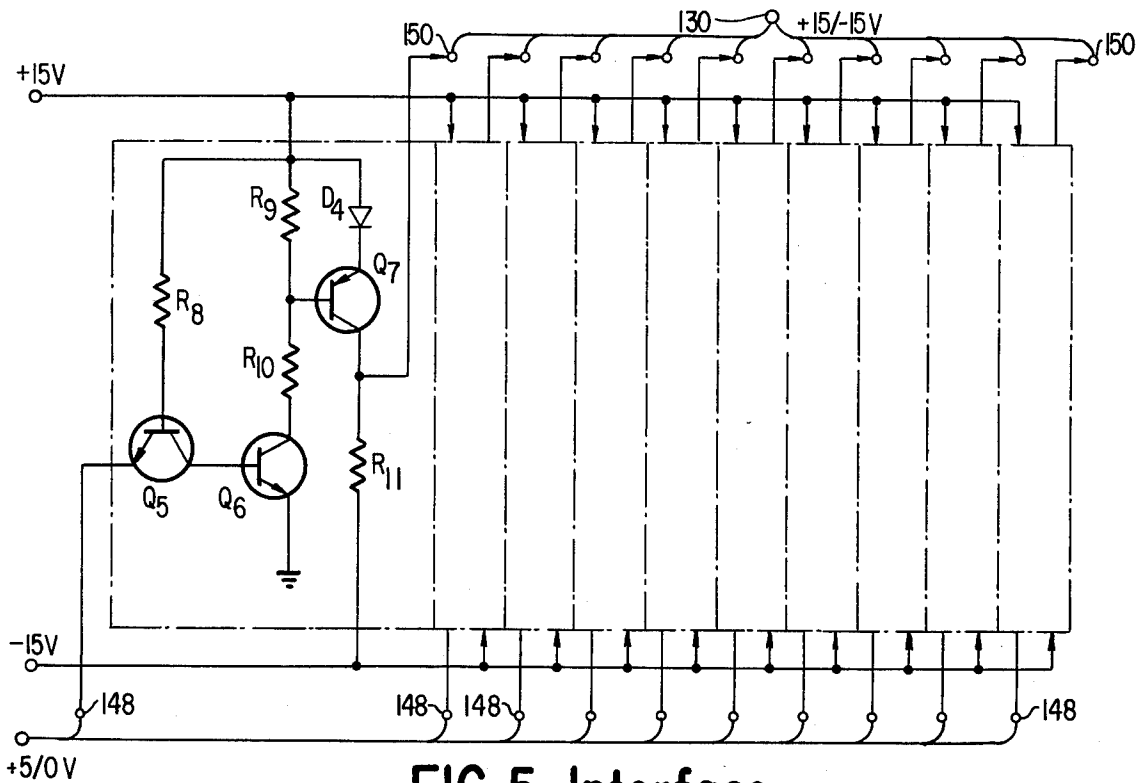 130
+15/-15V
150
150
+15V
R9
D4
Q7
R8
R10
R11
Q5
Q6
-15V
148
148
148
148
+5/0 V
FIG. 5 Interface